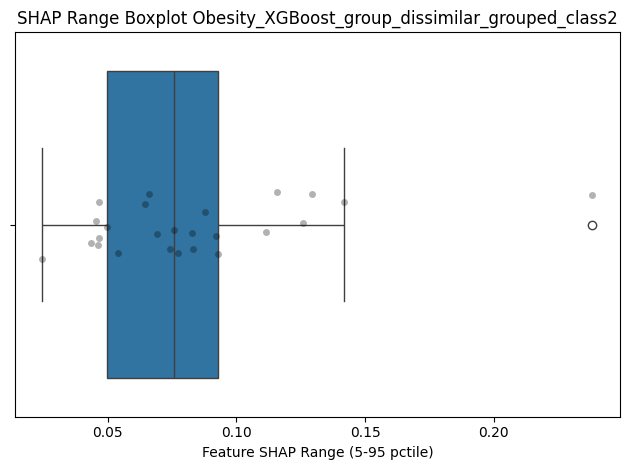 SHAP Range Boxplot Obesity_XGBoost_group_dissimilar_grouped_class2
0.05 0.10 0.15 0.20
Feature SHAP Range (5-95 pctile)